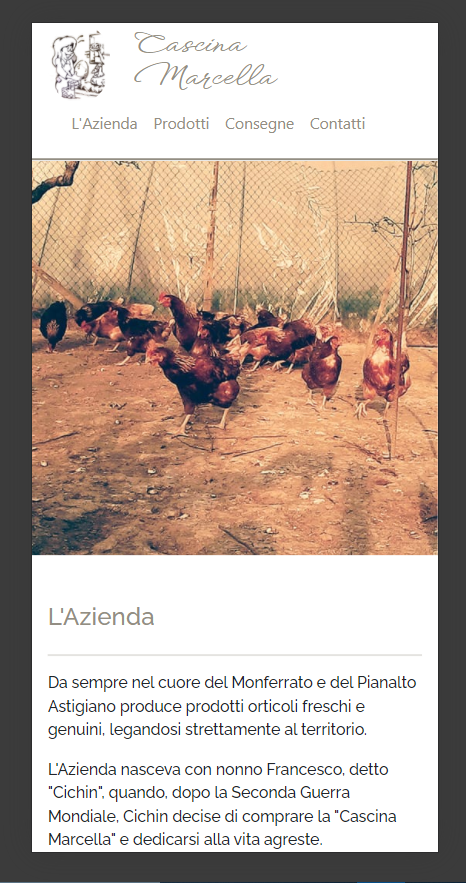 Cascina
Marcella
L'Azienda Prodotti Consegne Contatti
L'Azienda
Da sempre nel cuore del Monferrato e del Pianalto
Astigiano produce prodotti orticoli freschi e
genuini, legandosi strettamente al territorio.
L'Azienda nasceva con nonno Francesco, detto
"Cichin", quando, dopo la Seconda Guerra
Mondiale, Cichin decise di comprare la "Cascina
Marcella" e dedicarsi alla vita agreste.